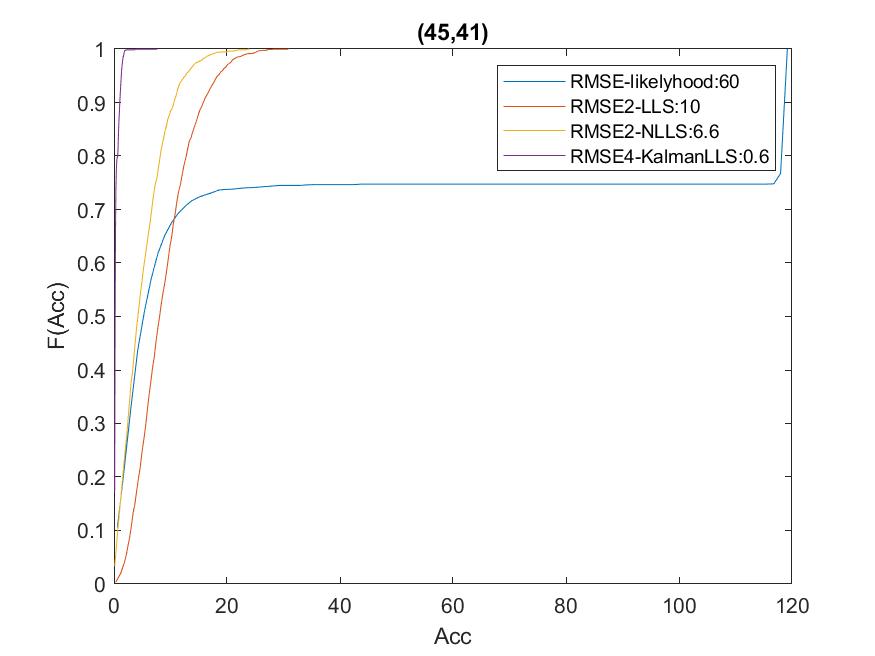 (45,41)
RMSE-likelyhood:60
RMSE2-LLS:10
RMSE2-NLLS:6.6
RMSE4-KalmanLLS:0.6
F(Acc)
1
0.9
0.8
0.7
0.6
0.5
0.4
0.3
0.2
0.1
0
0 20 40 60 80 100 120
Acc